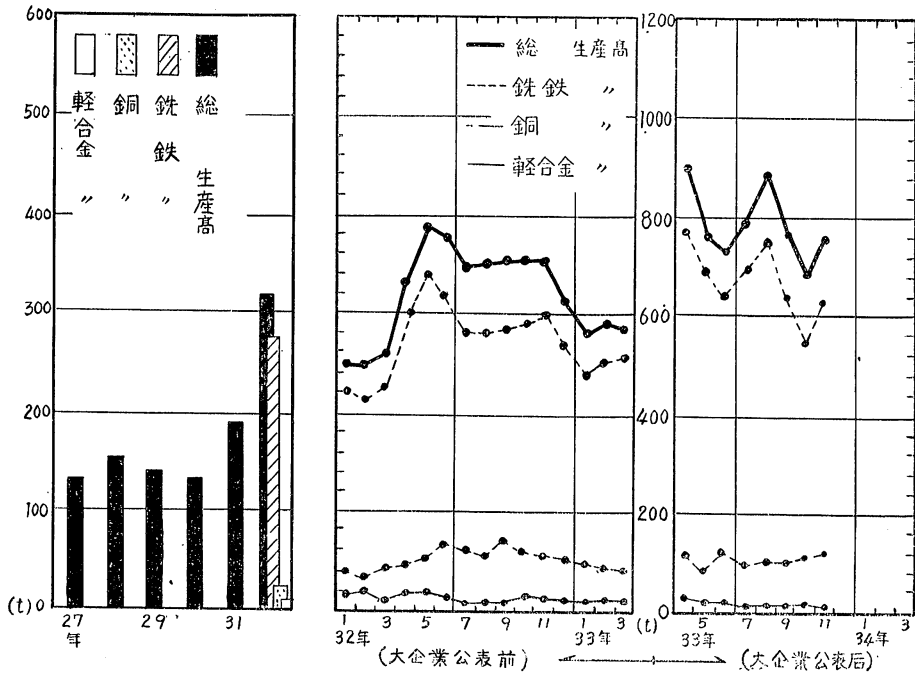 600
500
400
300
200
100
(t) 0
軽合金 〃
銅 〃
銑鉄 〃
総生産髙
27年
29
31
総 生産髙
銑鉄 〃
銅 〃
軽合金 〃
1 3 5 7 9 11 1 3
32年
33年
(t)
1200
1000
800
600
400
200
0
5 7 9 11 1 3
33年
34年
(大企業公表前)
(大企業公表后)